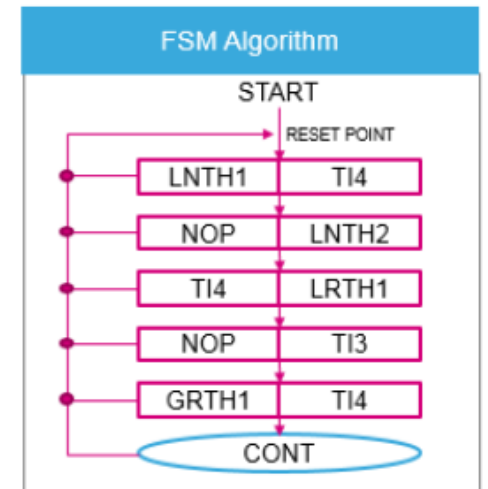 FSM Algorithm
START
RESET POINT
LNTH1 TI4
NOP LNTH2
TI4 LRTH1
NOP TI3
GRTH1 TI4
CONT